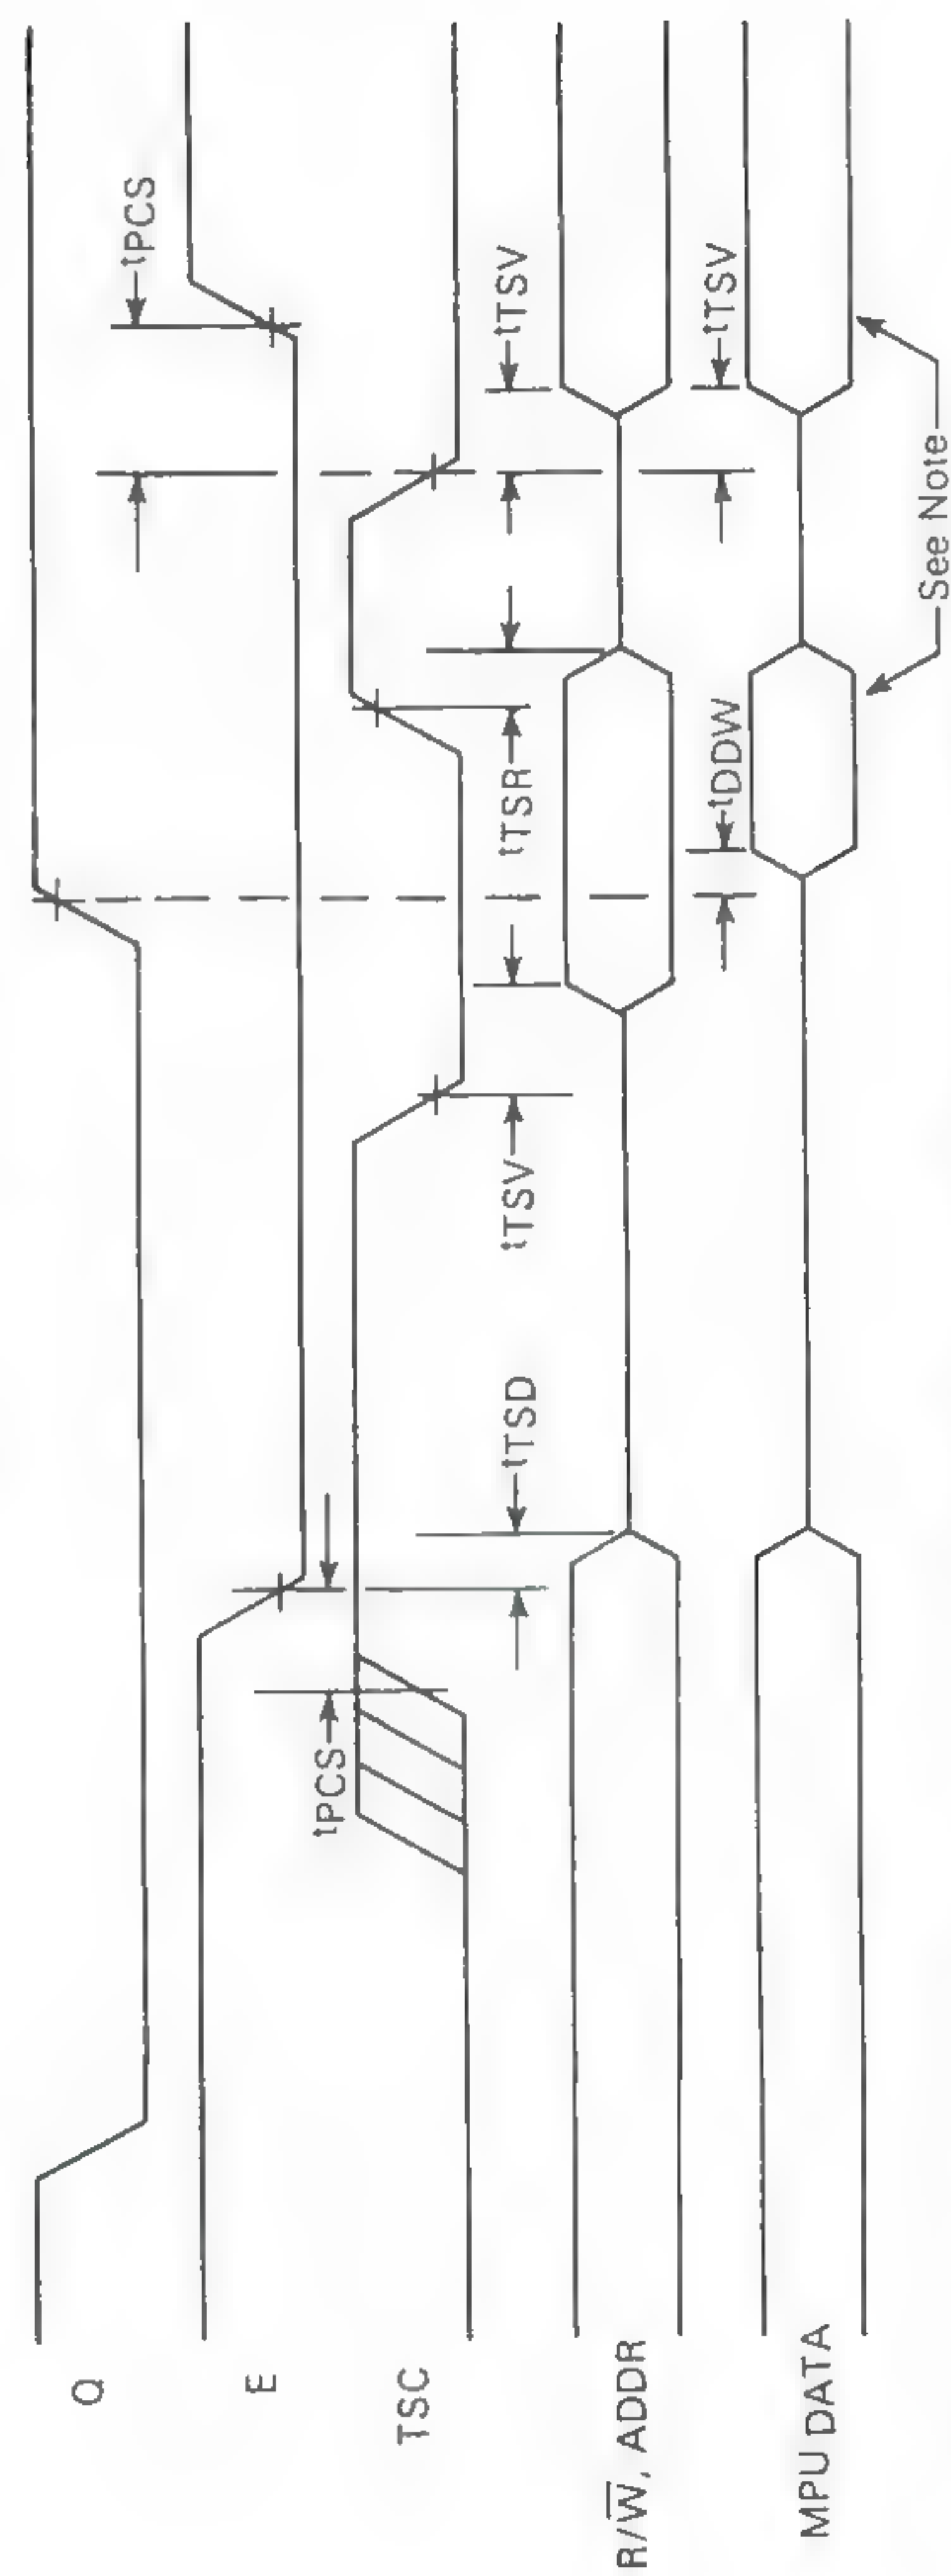 Q
tPCS
E
tPCS
TSC
tTSD
tTSV
tTSR
tTSV
R/W̅, ADDR
tDDW
tTSV
MPU DATA
See Note